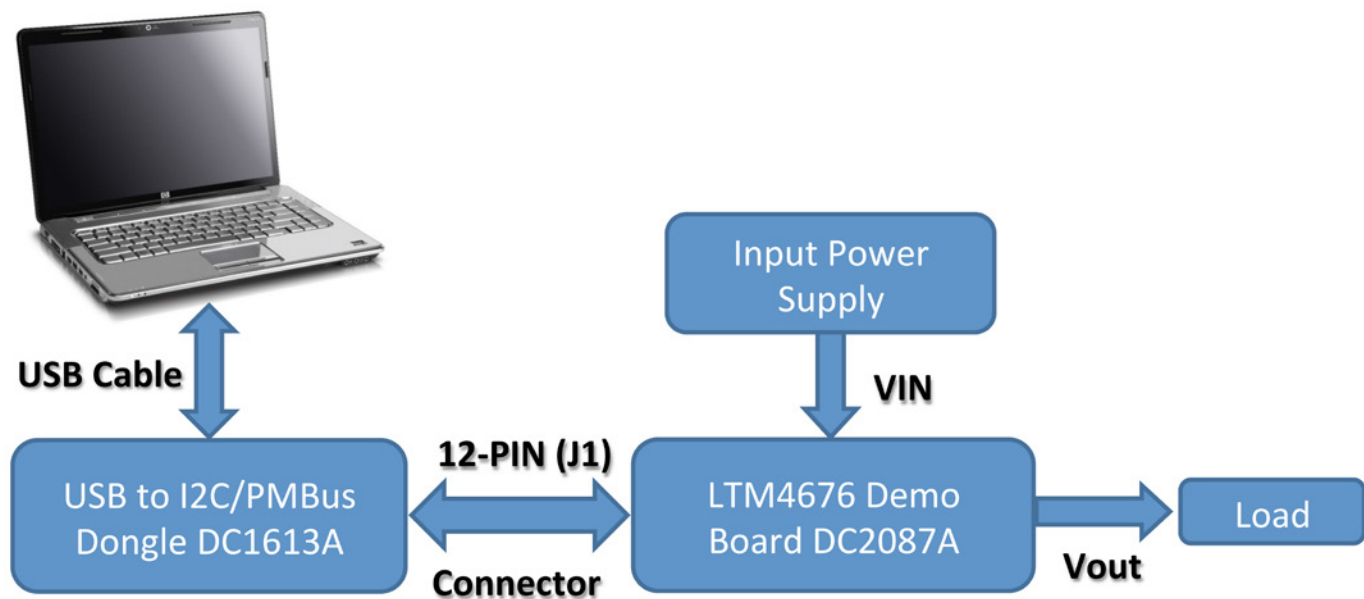 Input Power
Supply
USB Cable
VIN
12-PIN (J1)
USB to I2C/PMBus
Dongle DC1613A
LTM4676 Demo
Board DC2087A
Load
Connector
Vout